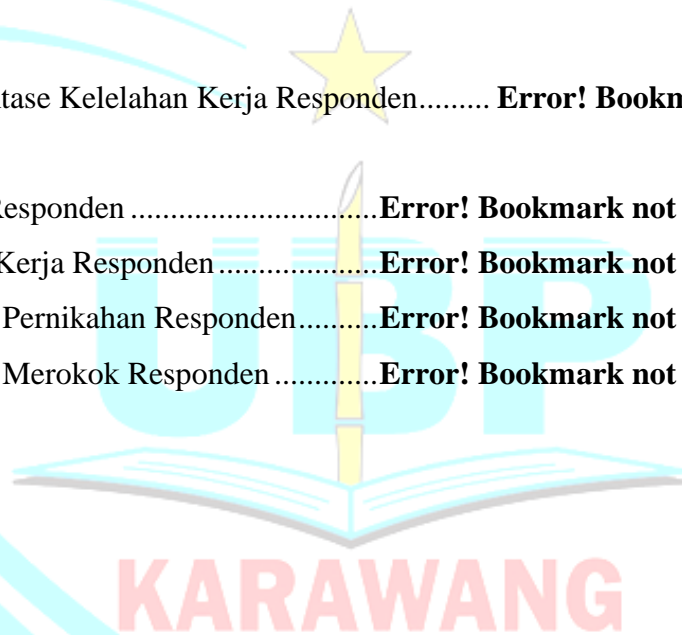 tase Kelelahan Kerja Responden......... Error! Bookm
Responden .............................Error! Bookmark not
Kerja Responden....................Error! Bookmark not
Pernikahan Responden..........Error! Bookmark not
Merokok Responden.............Error! Bookmark not
UBP
KARAWANG